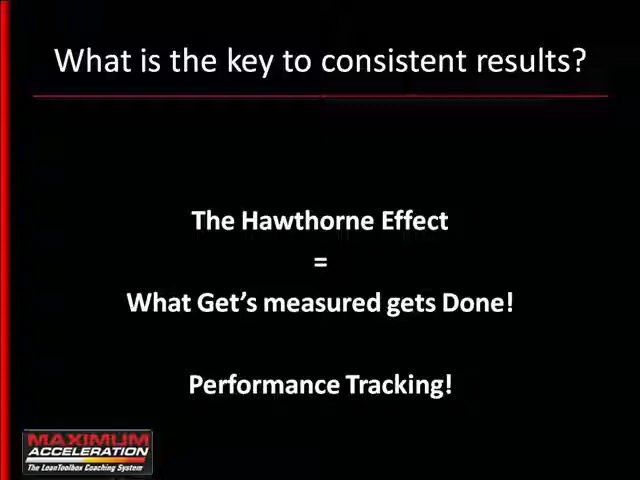 What is the key to consistent results?
The Hawthorne Effect
=
What Get's measured gets Done!
Performance Tracking!
MAXIMUM
ACCELERATION
The LoanToolbox Coaching System